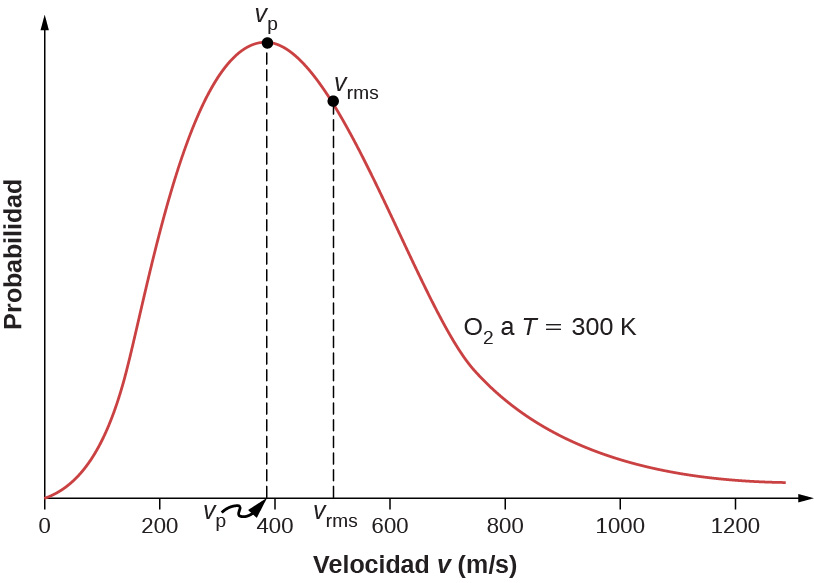 vp
vrms
Probabilidad
O2 a T = 300 K
vp
vrms
0 200 400 600 800 1000 1200
Velocidad v (m/s)